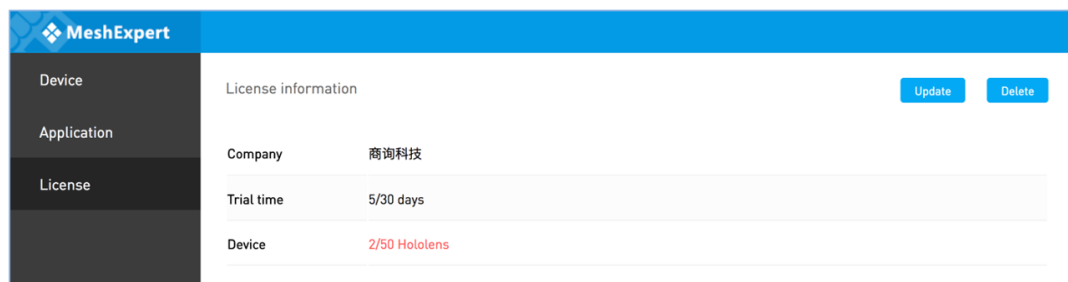 MeshExpert
Device
Application
License
License information
Update Delete
Company 商询科技
Trial time 5/30 days
Device 2/50 Hololens